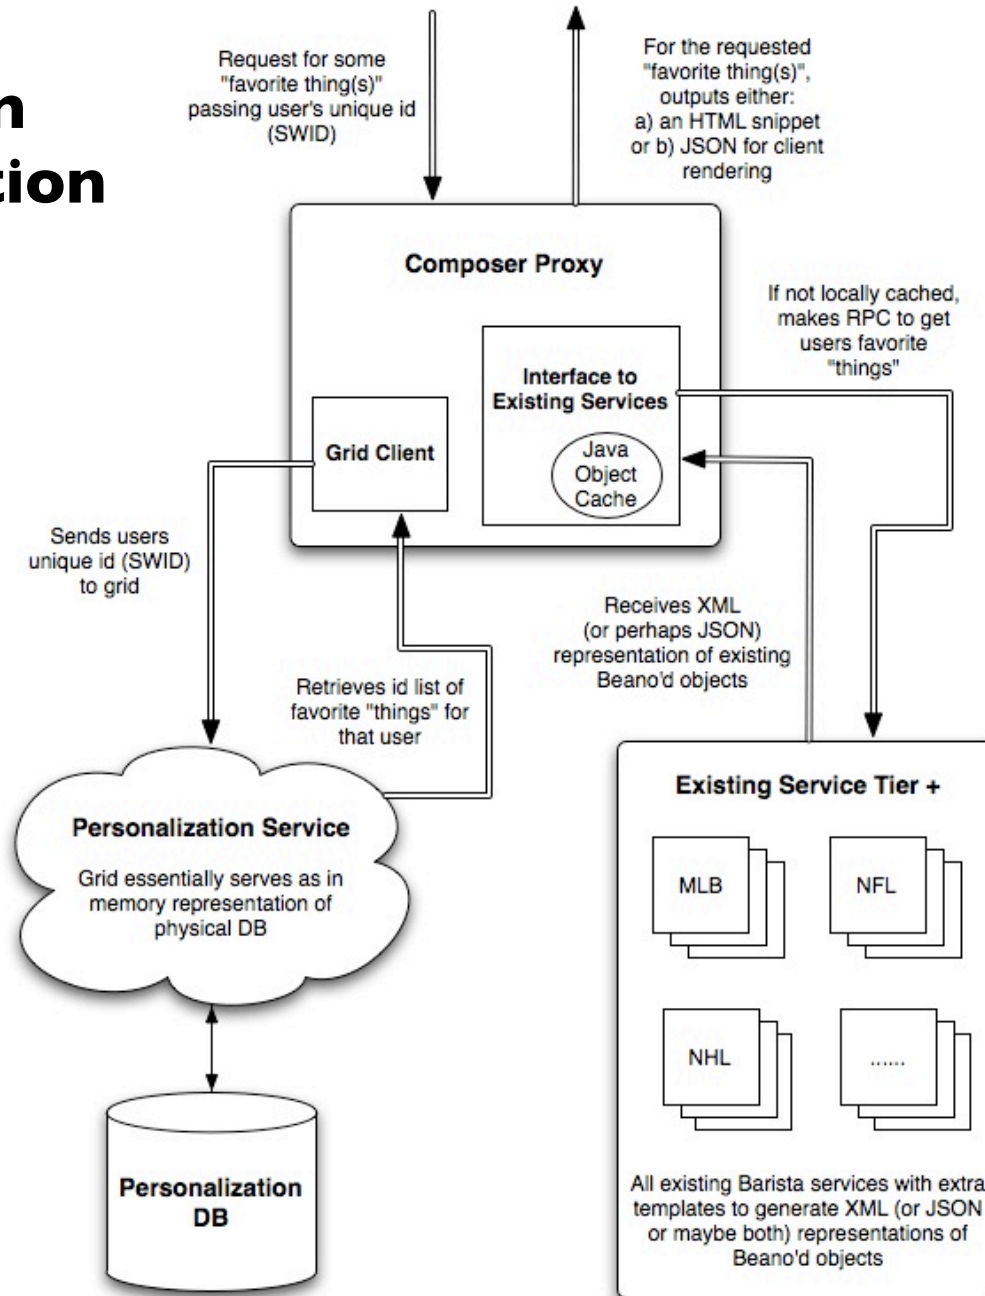 n
tion
Request for some
"favorite thing(s)"
passing user's unique id
(SWID)
For the requested
"favorite thing(s)",
outputs either:
a) an HTML snippet
or b) JSON for client
rendering
Composer Proxy
If not locally cached,
makes RPC to get
users favorite
"things"
Interface to
Existing Services
Java
Object
Cache
Grid Client
Sends users
unique id (SWID)
to grid
Receives XML
(or perhaps JSON)
representation of existing
Beano'd objects
Retrieves id list of
favorite "things" for
that user
Personalization Service
Grid essentially serves as in
memory representation of
physical DB
Personalization
DB
Existing Service Tier +
MLB
NFL
NHL
......
All existing Barista services with extra
templates to generate XML (or JSON
or maybe both) representations of
Beano'd objects